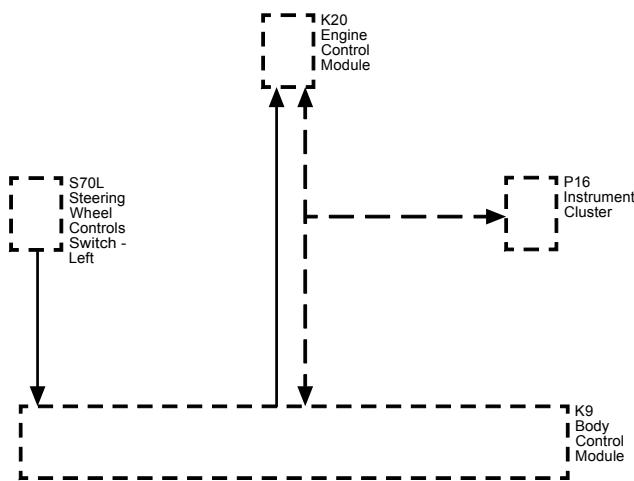 K20
Engine
Control
Module
S70L
Steering
Wheel
Controls
Switch -
Left
P16
Instrument
Cluster
K9
Body
Control
Module